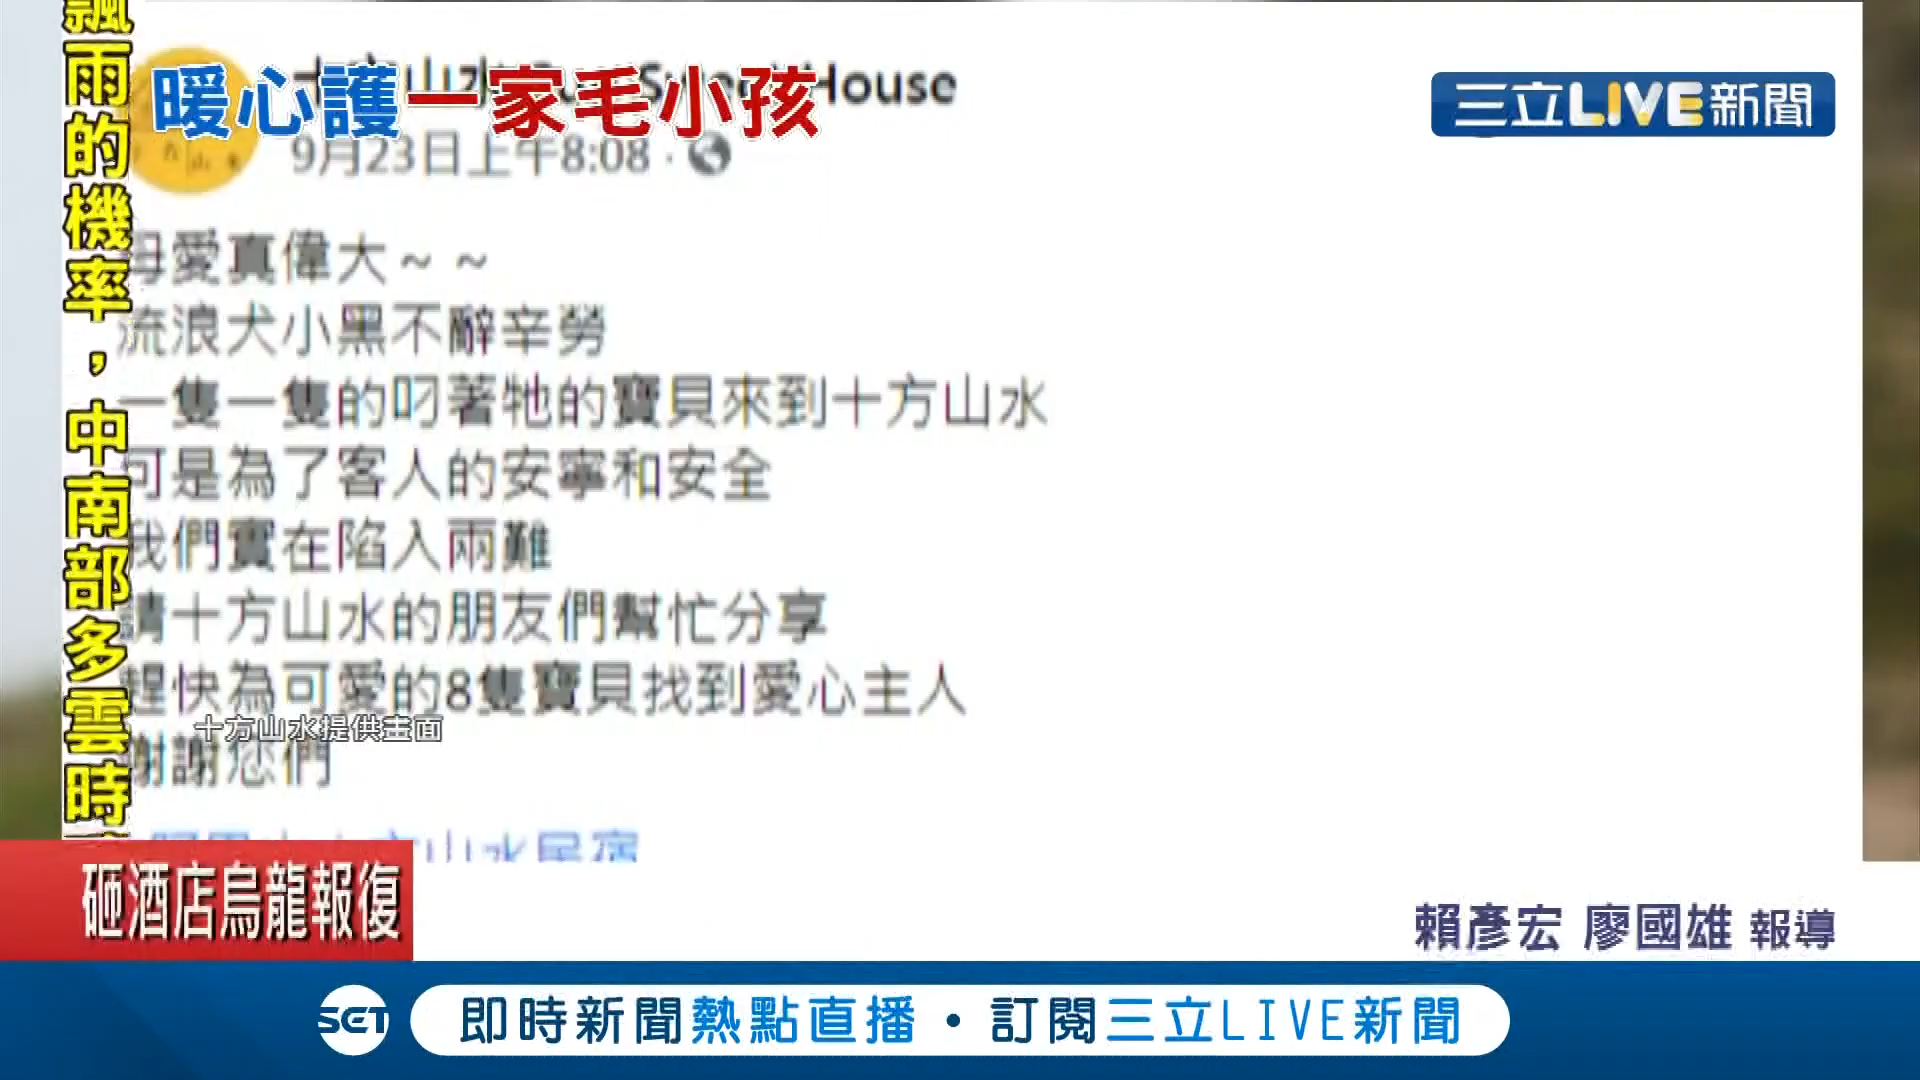 飄雨的機率，中南部多雲時
暖心護一家毛小孩
House
三立LIVE新聞
9月23日上午8:08
母愛真偉大～～
流浪犬小黑不辭辛勞
一隻一隻的叼著牠的寶貝來到十方山水
可是為了客人的安寧和安全
我們實在陷入兩難
請十方山水的朋友們幫忙分享
趕快為可愛的8隻寶貝找到愛心主人
謝謝您們
十方山水提供畫面
山水民宿
砸酒店烏龍報復
賴彥宏 廖國雄 報導
SET
即時新聞熱點直播・訂閱三立LIVE新聞